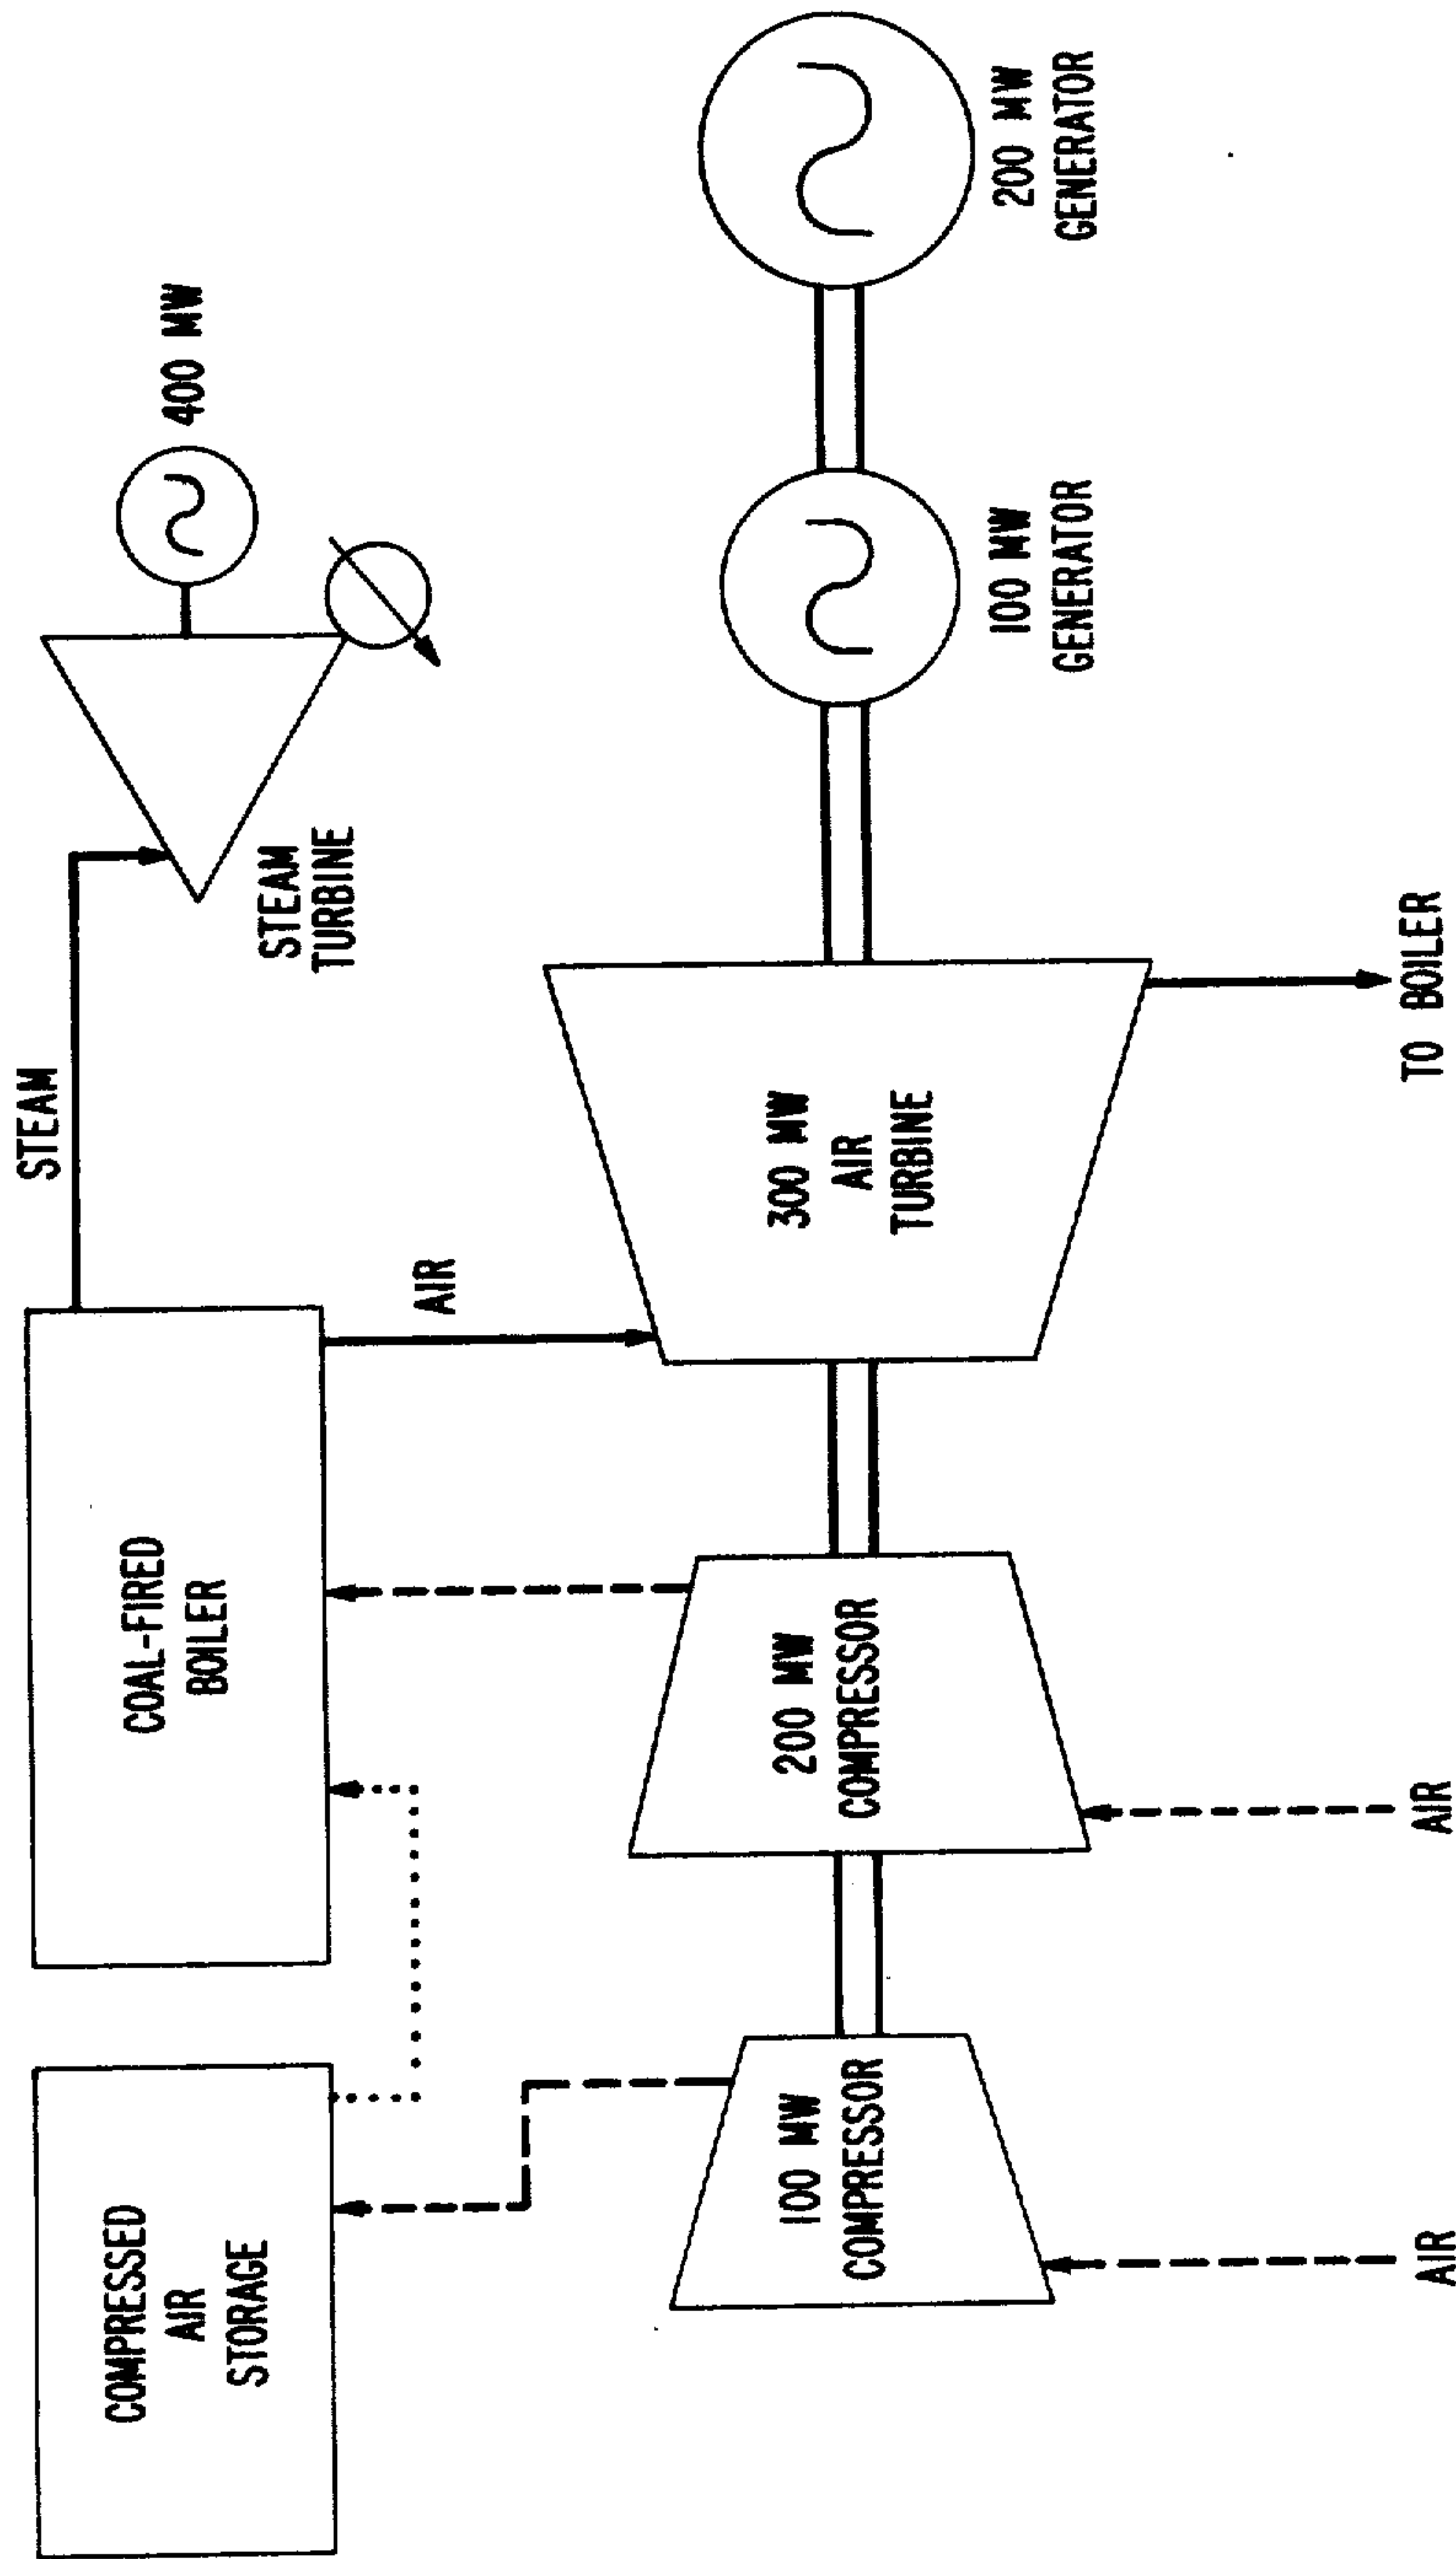 COMPRESSED
AIR
STORAGE
COAL-FIRED
BOILER
STEAM
400 MW
STEAM
TURBINE
AIR
100 MW
COMPRESSOR
200 MW
COMPRESSOR
300 MW
AIR
TURBINE
100 MW
GENERATOR
200 MW
GENERATOR
AIR
AIR
TO BOILER